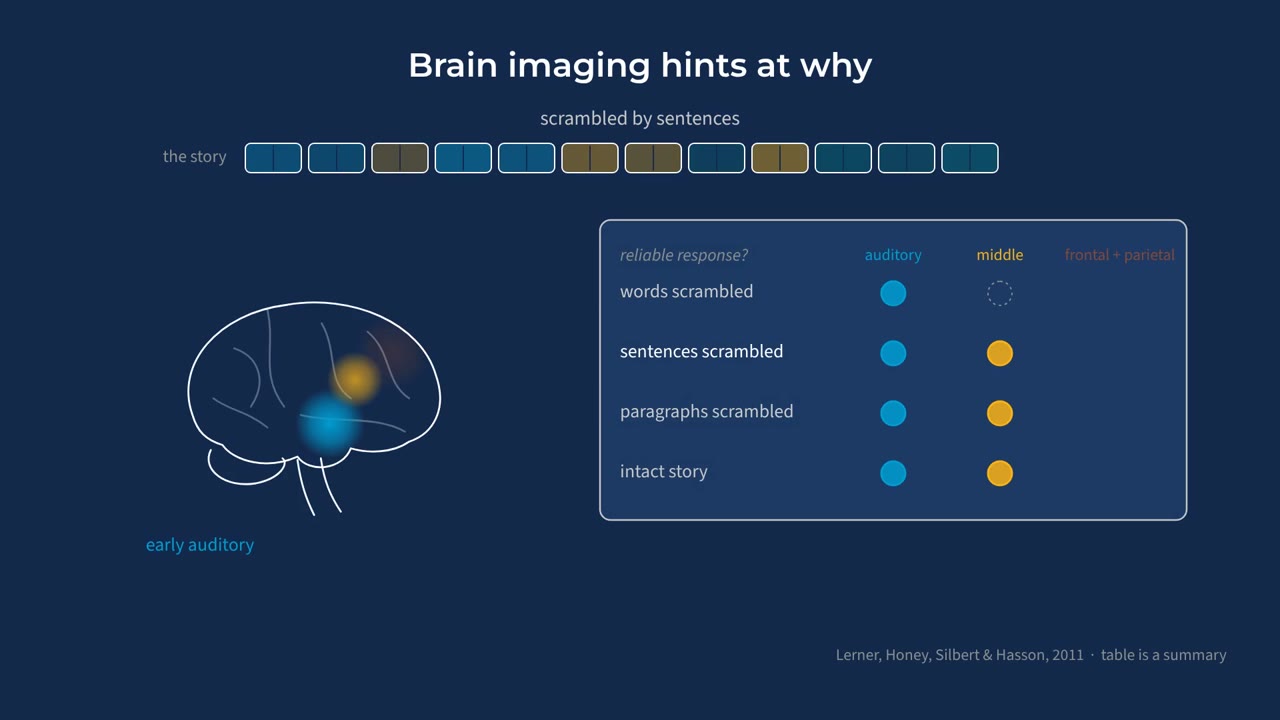 Brain imaging hints at why
scrambled by sentences
the story
reliable response? auditory middle frontal + parietal
words scrambled
sentences scrambled
paragraphs scrambled
intact story
early auditory
Lerner, Honey, Silbert & Hasson, 2011 · table is a summary